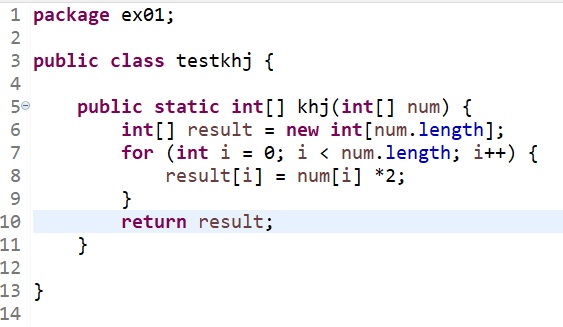 1 package ex01;
2
3 public class testkhj {
4
5     public static int[] khj(int[] num) {
6         int[] result = new int[num.length];
7         for (int i = 0; i < num.length; i++) {
8             result[i] = num[i] *2;
9         }
10         return result;
11     }
12
13 }
14